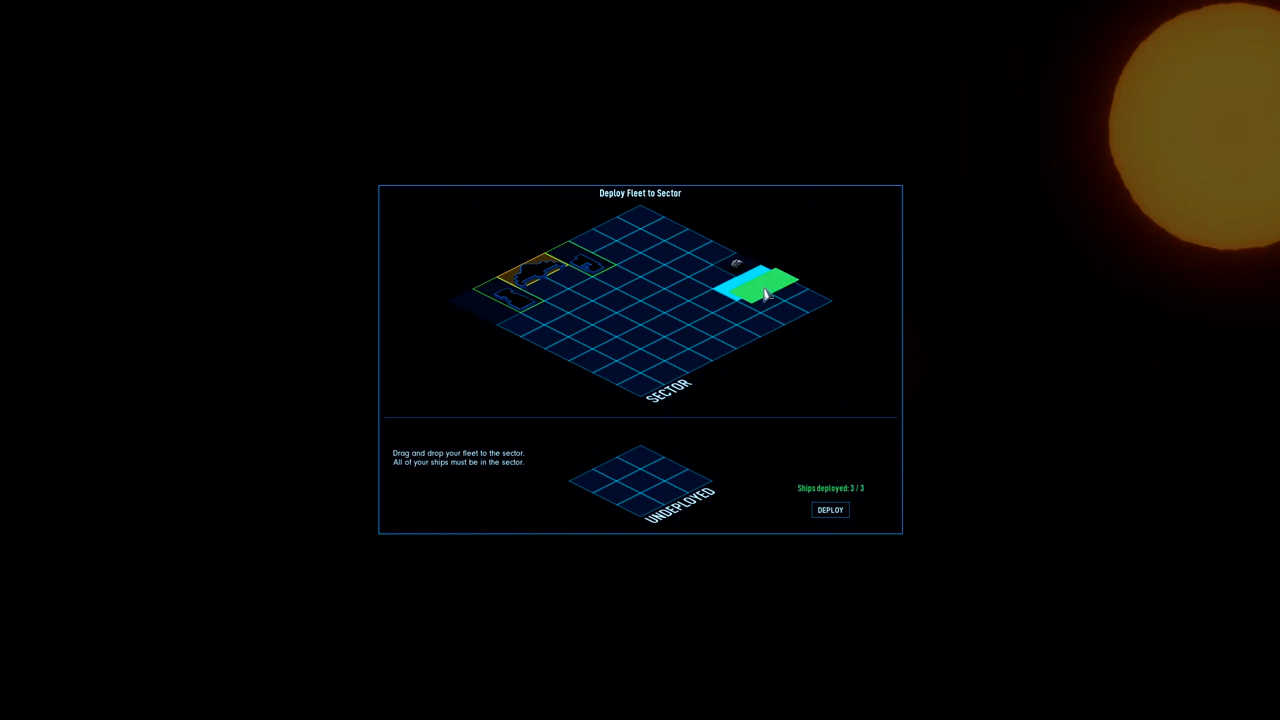 Deploy Fleet to Sector
SECTOR
Drag and drop your fleet to the sector.
All of your ships must be in the sector.
UNDEPLOYED
Ships deployed: 3 / 3
DEPLOY